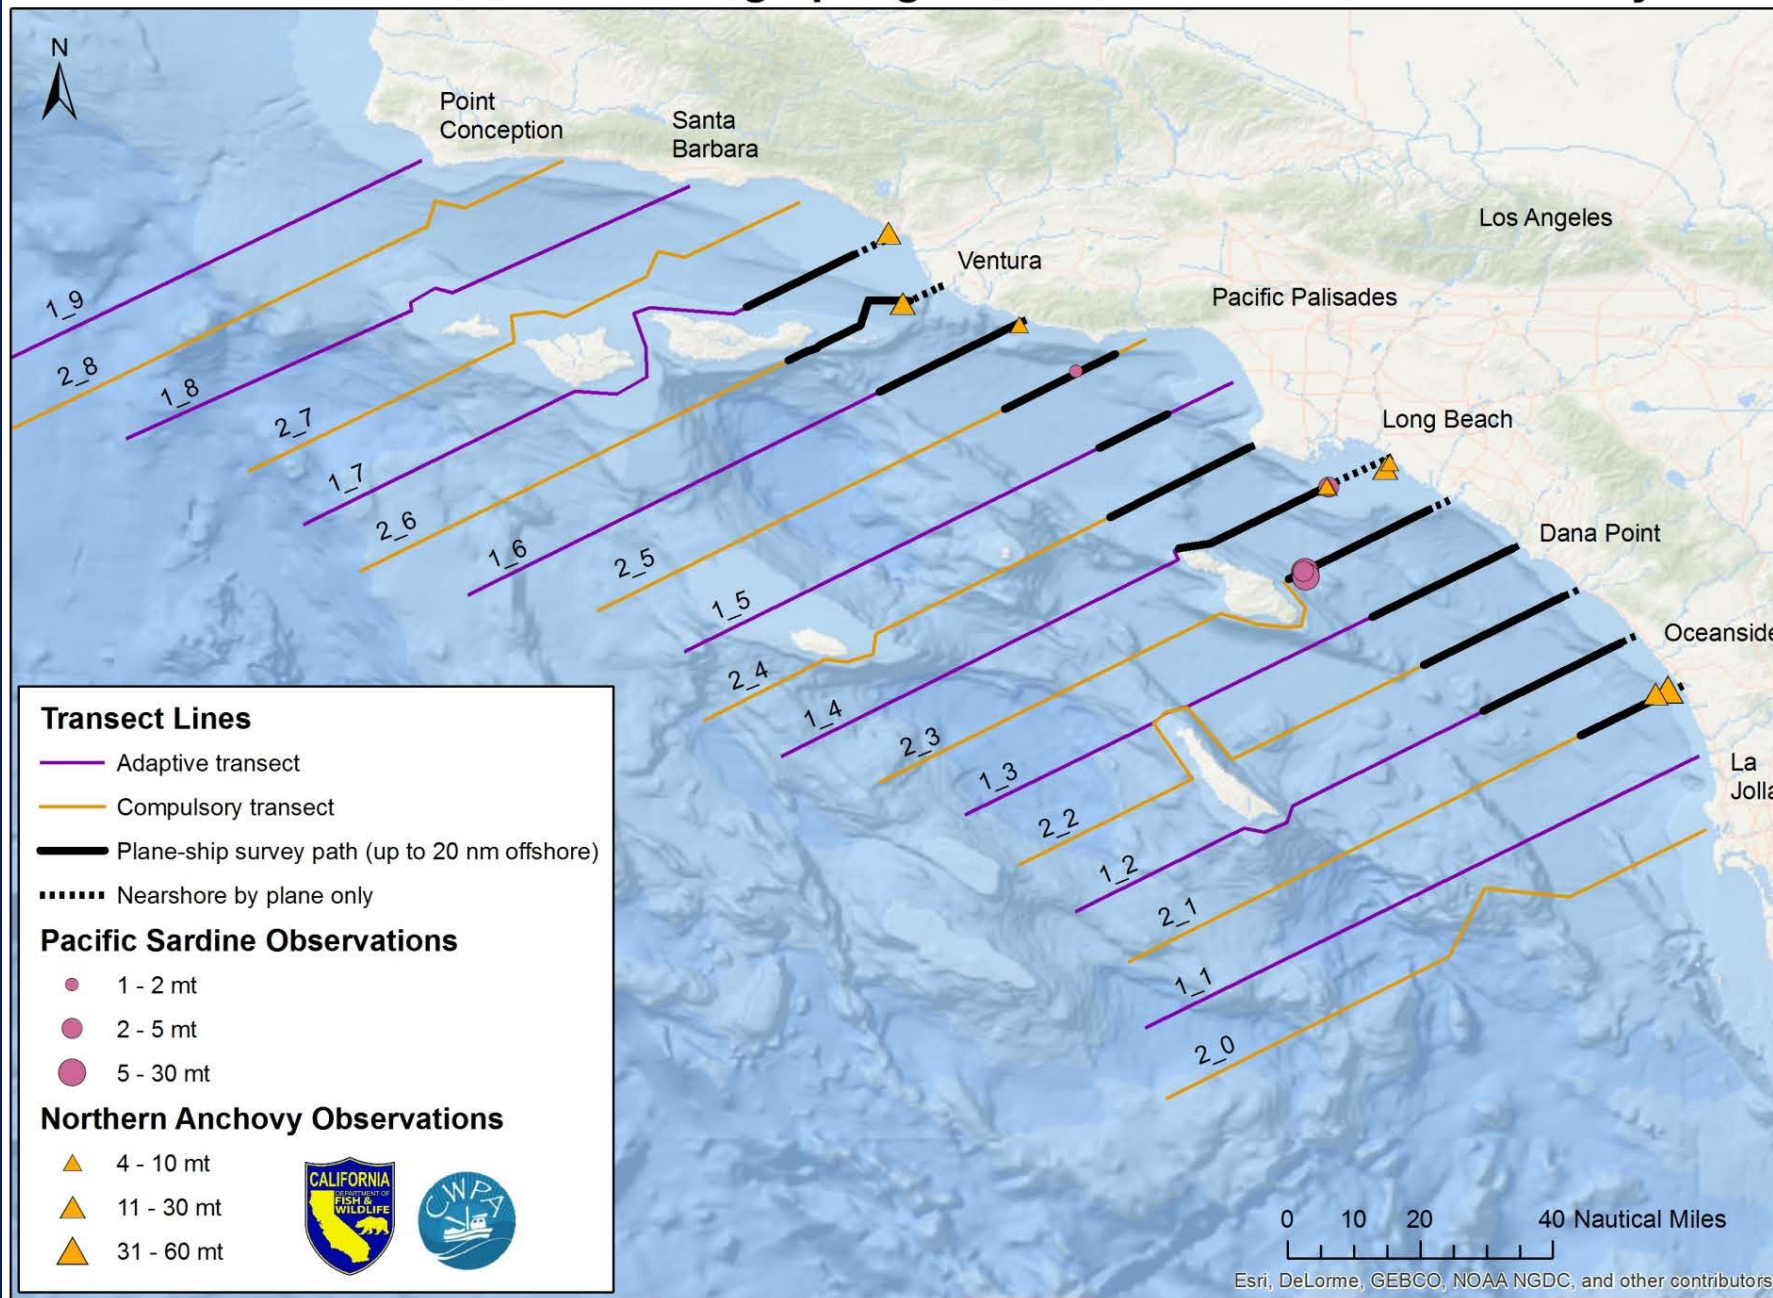 N
Point
Conception
Santa
Barbara
Los Angeles
Ventura
Pacific Palisades
Long Beach
Dana Point
Oceanside
La
Jolla
1_9
2_8
1_8
2_7
1_7
2_6
1_6
2_5
1_5
2_4
1_4
2_3
1_3
2_2
1_2
2_1
1_1
2_0
Transect Lines
Adaptive transect
Compulsory transect
Plane-ship survey path (up to 20 nm offshore)
Nearshore by plane only
Pacific Sardine Observations
1 - 2 mt
2 - 5 mt
5 - 30 mt
Northern Anchovy Observations
4 - 10 mt
11 - 30 mt
31 - 60 mt
CALIFORNIA
DEPARTMENT OF
FISH &
WILDLIFE
CWPA
0 10 20 40 Nautical Miles
Esri, DeLorme, GEBCO, NOAA NGDC, and other contributors